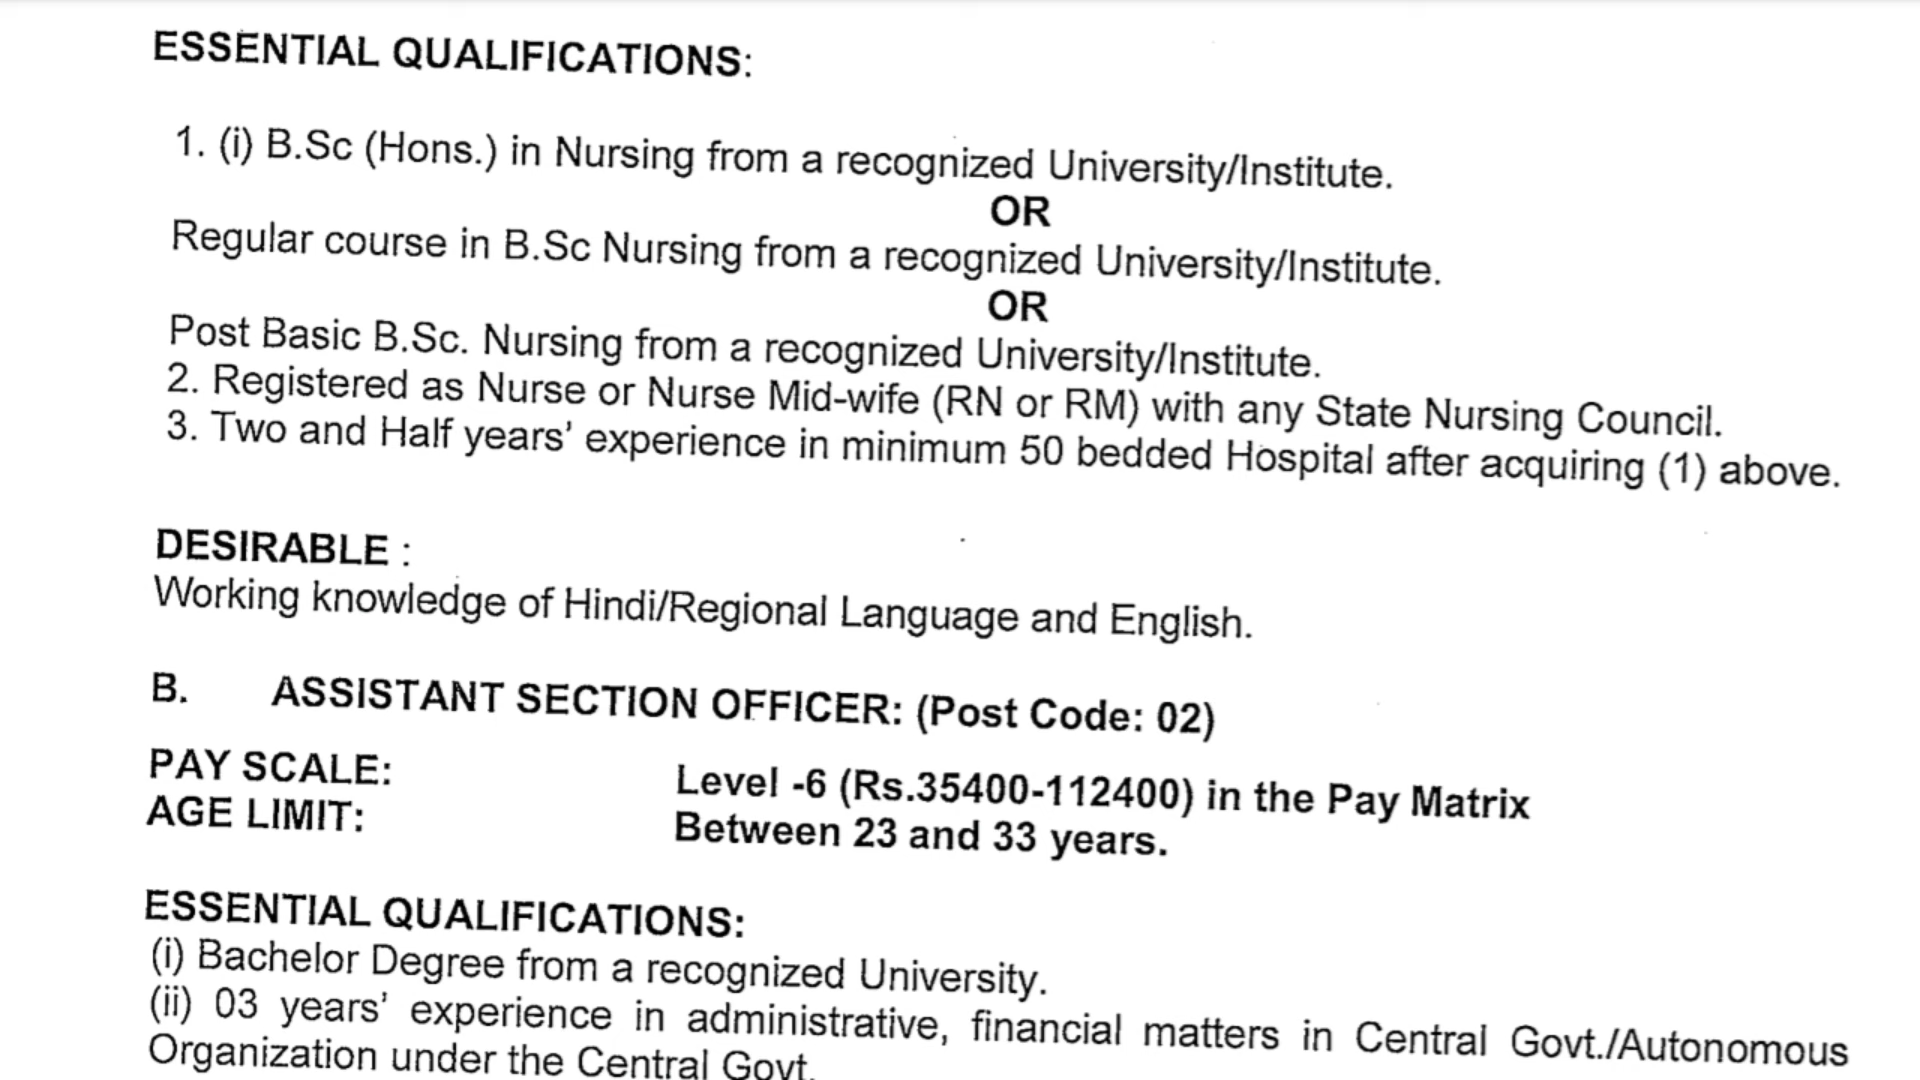 ESSENTIAL QUALIFICATIONS:
1. (i) B.Sc (Hons.) in Nursing from a recognized University/Institute.
OR
Regular course in B.Sc Nursing from a recognized University/Institute.
OR
Post Basic B.Sc. Nursing from a recognized University/Institute.
2. Registered as Nurse or Nurse Mid-wife (RN or RM) with any State Nursing Council.
3. Two and Half years' experience in minimum 50 bedded Hospital after acquiring (1) above.
DESIRABLE :
Working knowledge of Hindi/Regional Language and English.
B. ASSISTANT SECTION OFFICER: (Post Code: 02)
PAY SCALE: Level -6 (Rs.35400-112400) in the Pay Matrix
AGE LIMIT: Between 23 and 33 years.
ESSENTIAL QUALIFICATIONS:
(i) Bachelor Degree from a recognized University.
(ii) 03 years' experience in administrative, financial matters in Central Govt./Autonomous
Organization under the Central Govt.